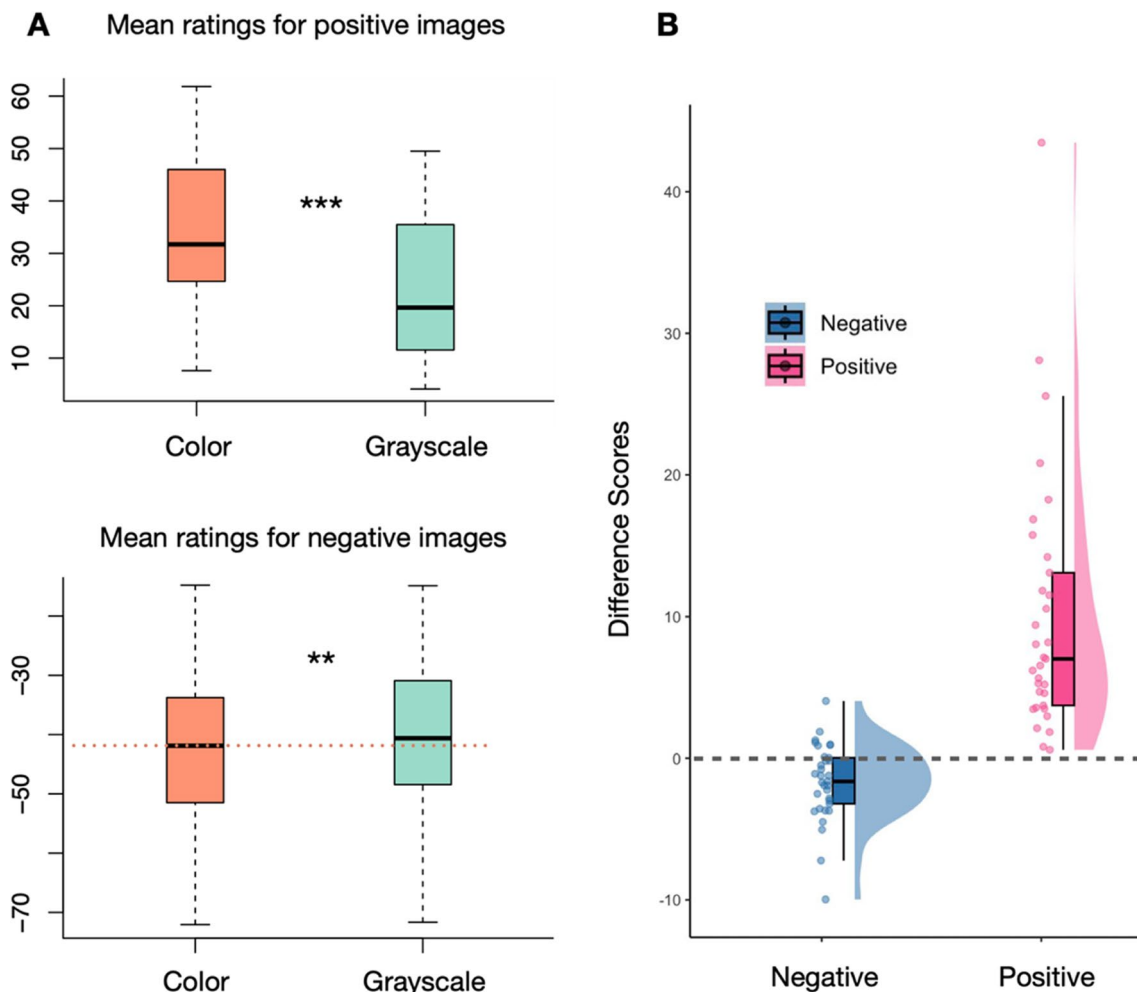 A
Mean ratings for positive images
60
50
40
30
20
10
***
Color Grayscale
Mean ratings for negative images
−30
−50
−70
**
Color Grayscale
B
Difference Scores
40
30
20
10
0
-10
Negative
Positive
Negative Positive